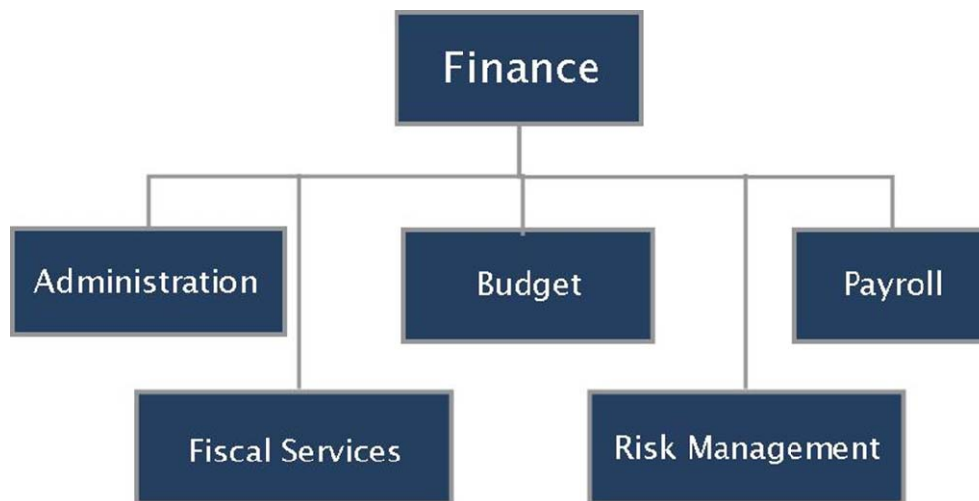 Finance
Administration
Budget
Payroll
Fiscal Services
Risk Management